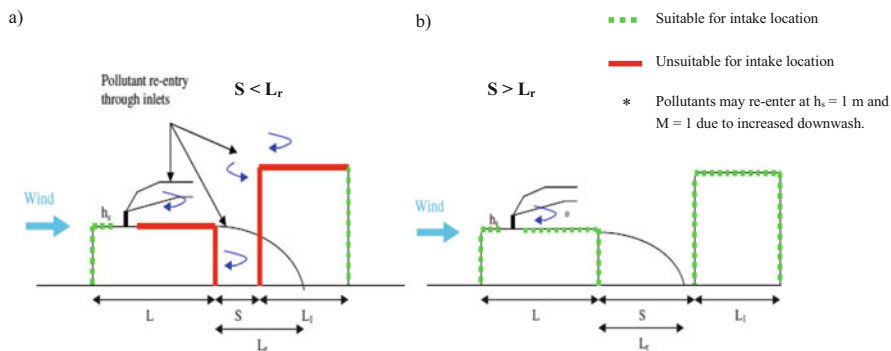 a)
Pollutant re-entry
through inlets
S < Lr
Wind
hs
L
S
Ll
Lr
b)
S > Lr
Wind
hs
*
L
S
Ll
Lr
Suitable for intake location
Unsuitable for intake location
* Pollutants may re-enter at hs = 1 m and
M = 1 due to increased downwash.